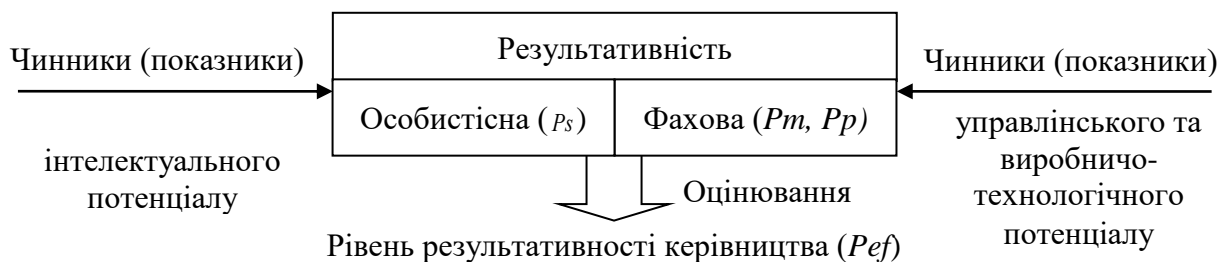 Результативність
Чинники (показники)
інтелектуального
потенціалу
Особистісна (Ps)
Фахова (Pm, Pp)
Чинники (показники)
управлінського та
виробничо-
технологічного
потенціалу
Оцінювання
Рівень результативності керівництва (Pef)